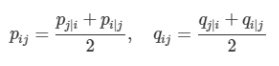 p_{ij} = \frac{p_{j|i} + p_{i|j}}{2}, \quad q_{ij} = \frac{q_{j|i} + q_{i|j}}{2}